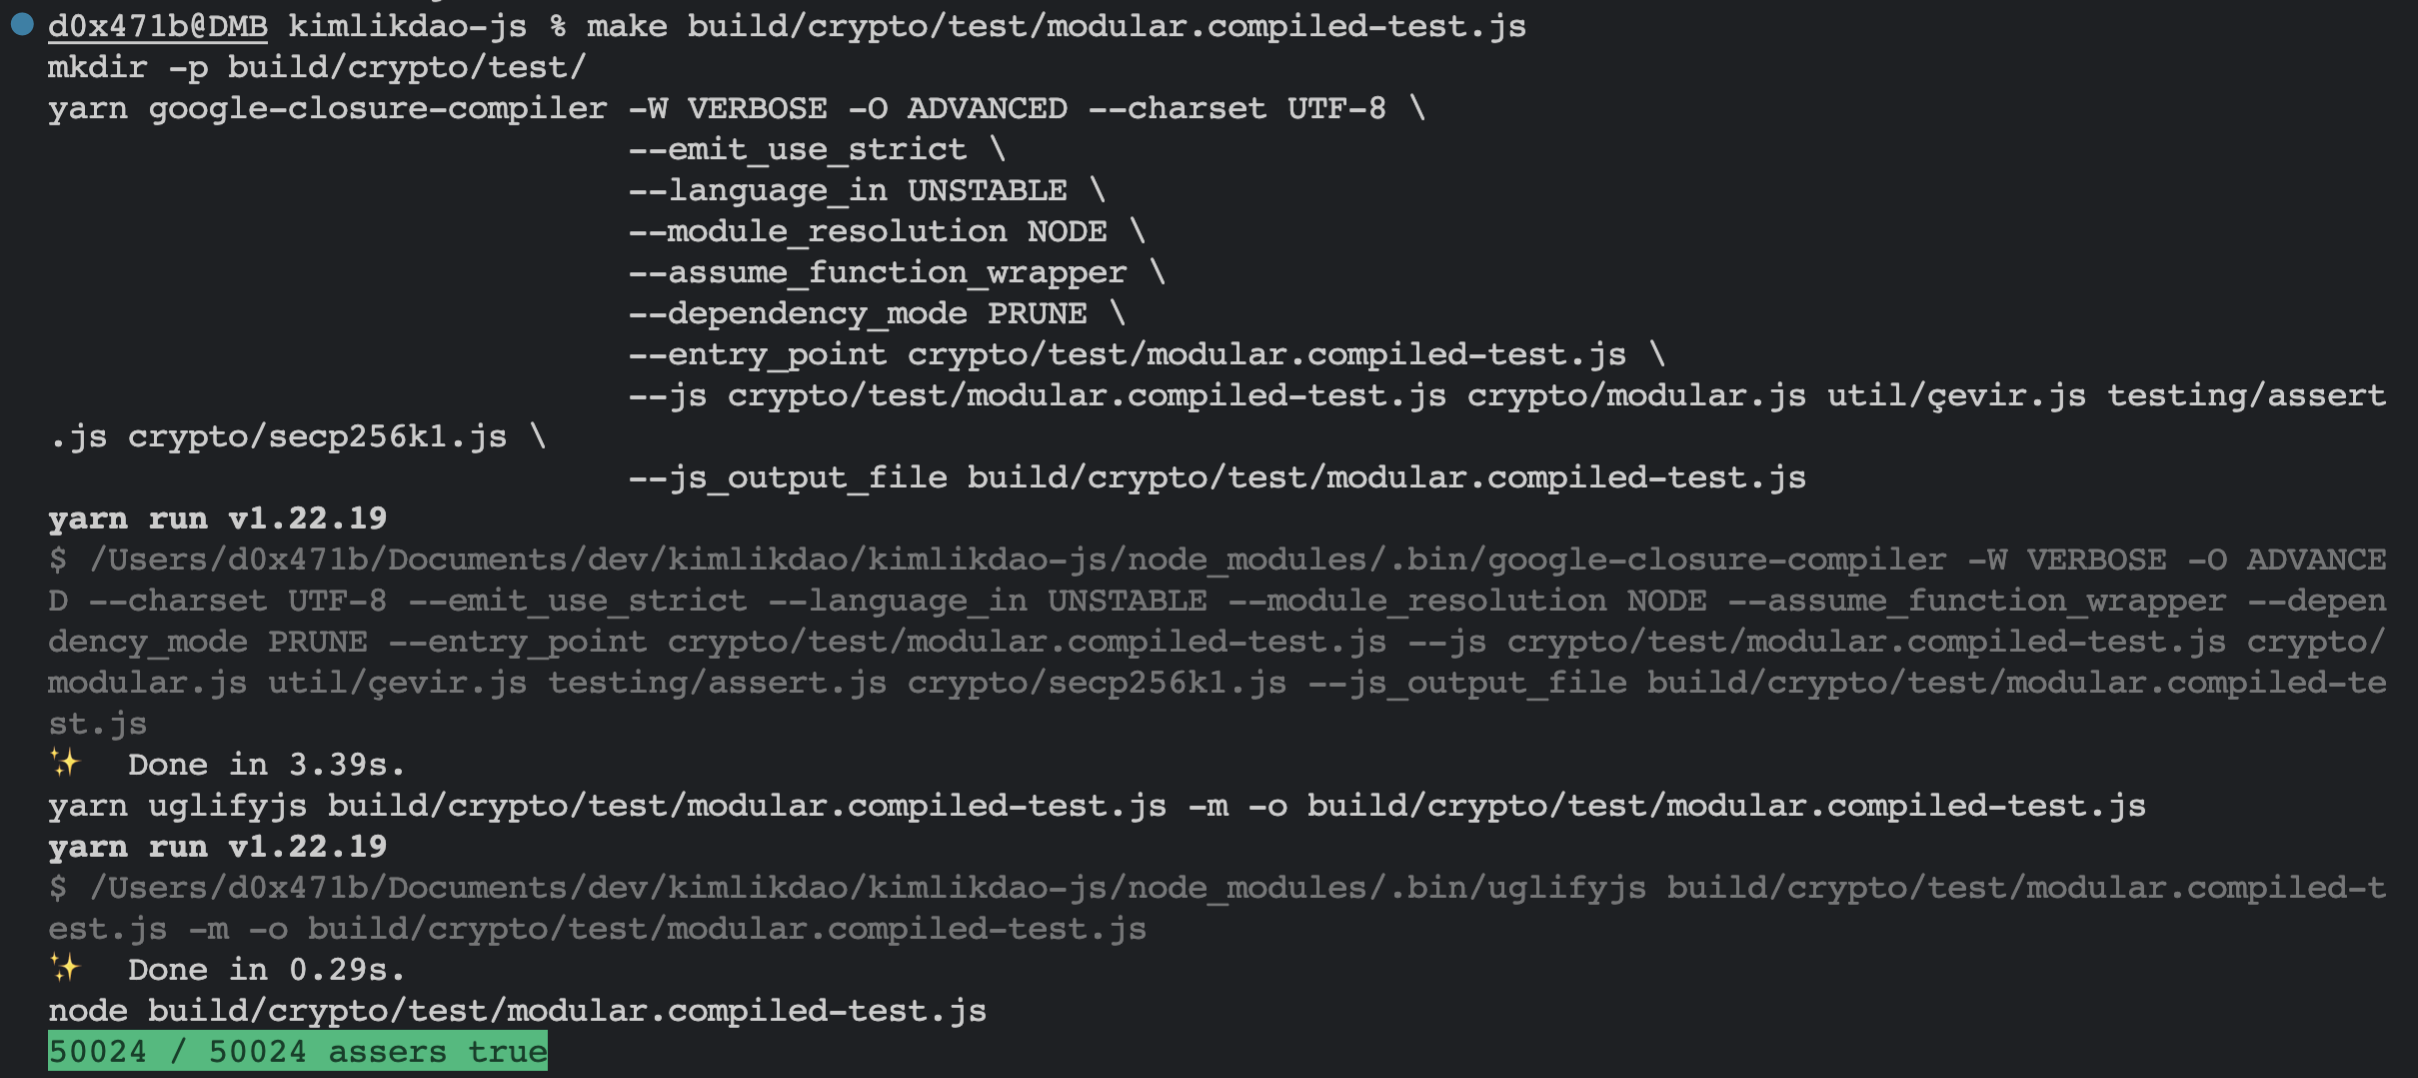 d0x471b@DMB kimlikdao-js % make build/crypto/test/modular.compiled-test.js
mkdir -p build/crypto/test/
yarn google-closure-compiler -W VERBOSE -O ADVANCED --charset UTF-8 \
--emit_use_strict \
--language_in UNSTABLE \
--module_resolution NODE \
--assume_function_wrapper \
--dependency_mode PRUNE \
--entry_point crypto/test/modular.compiled-test.js \
--js crypto/test/modular.compiled-test.js crypto/modular.js util/çevir.js testing/assert
.js crypto/secp256k1.js \
--js_output_file build/crypto/test/modular.compiled-test.js
yarn run v1.22.19
$ /Users/d0x471b/Documents/dev/kimlikdao/kimlikdao-js/node_modules/.bin/google-closure-compiler -W VERBOSE -O ADVANCE
D --charset UTF-8 --emit_use_strict --language_in UNSTABLE --module_resolution NODE --assume_function_wrapper --depen
dency_mode PRUNE --entry_point crypto/test/modular.compiled-test.js --js crypto/test/modular.compiled-test.js crypto/
modular.js util/çevir.js testing/assert.js crypto/secp256k1.js --js_output_file build/crypto/test/modular.compiled-te
st.js
✨  Done in 3.39s.
yarn uglifyjs build/crypto/test/modular.compiled-test.js -m -o build/crypto/test/modular.compiled-test.js
yarn run v1.22.19
$ /Users/d0x471b/Documents/dev/kimlikdao/kimlikdao-js/node_modules/.bin/uglifyjs build/crypto/test/modular.compiled-t
est.js -m -o build/crypto/test/modular.compiled-test.js
✨  Done in 0.29s.
node build/crypto/test/modular.compiled-test.js
50024 / 50024 assers true